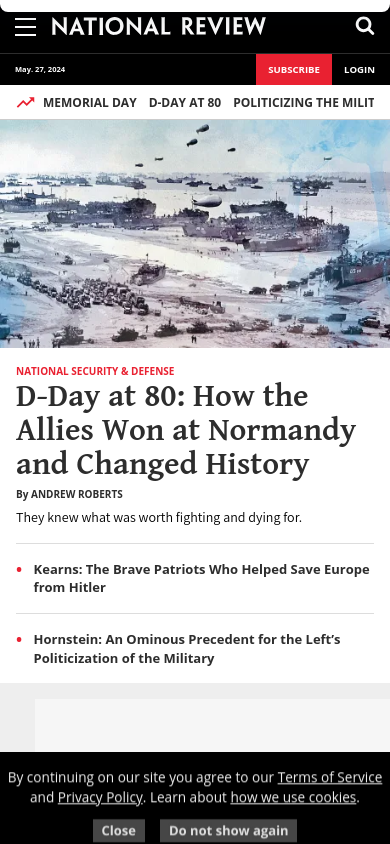 NATIONAL REVIEW
May. 27, 2024
SUBSCRIBE
LOGIN
MEMORIAL DAY D-DAY AT 80 POLITICIZING THE MILIT
NATIONAL SECURITY & DEFENSE
D-Day at 80: How the
Allies Won at Normandy
and Changed History
By ANDREW ROBERTS
They knew what was worth fighting and dying for.
• Kearns: The Brave Patriots Who Helped Save Europe
from Hitler
• Hornstein: An Ominous Precedent for the Left’s
Politicization of the Military
By continuing on our site you agree to our Terms of Service
and Privacy Policy. Learn about how we use cookies.
Close
Do not show again